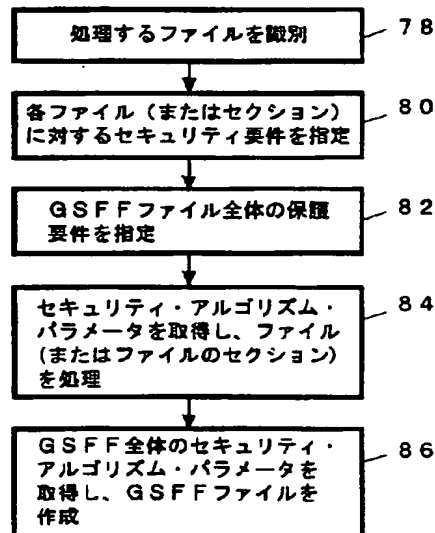 処理するファイルを識別
78
各ファイル（またはセクション）
に対するセキュリティ要件を指定
80
GSFFファイル全体の保護
要件を指定
82
セキュリティ・アルゴリズム・
パラメータを取得し、ファイル
(またはファイルのセクション)
を処理
84
GSFF全体のセキュリティ・
アルゴリズム・パラメータを
取得し、GSFFファイルを
作成
86